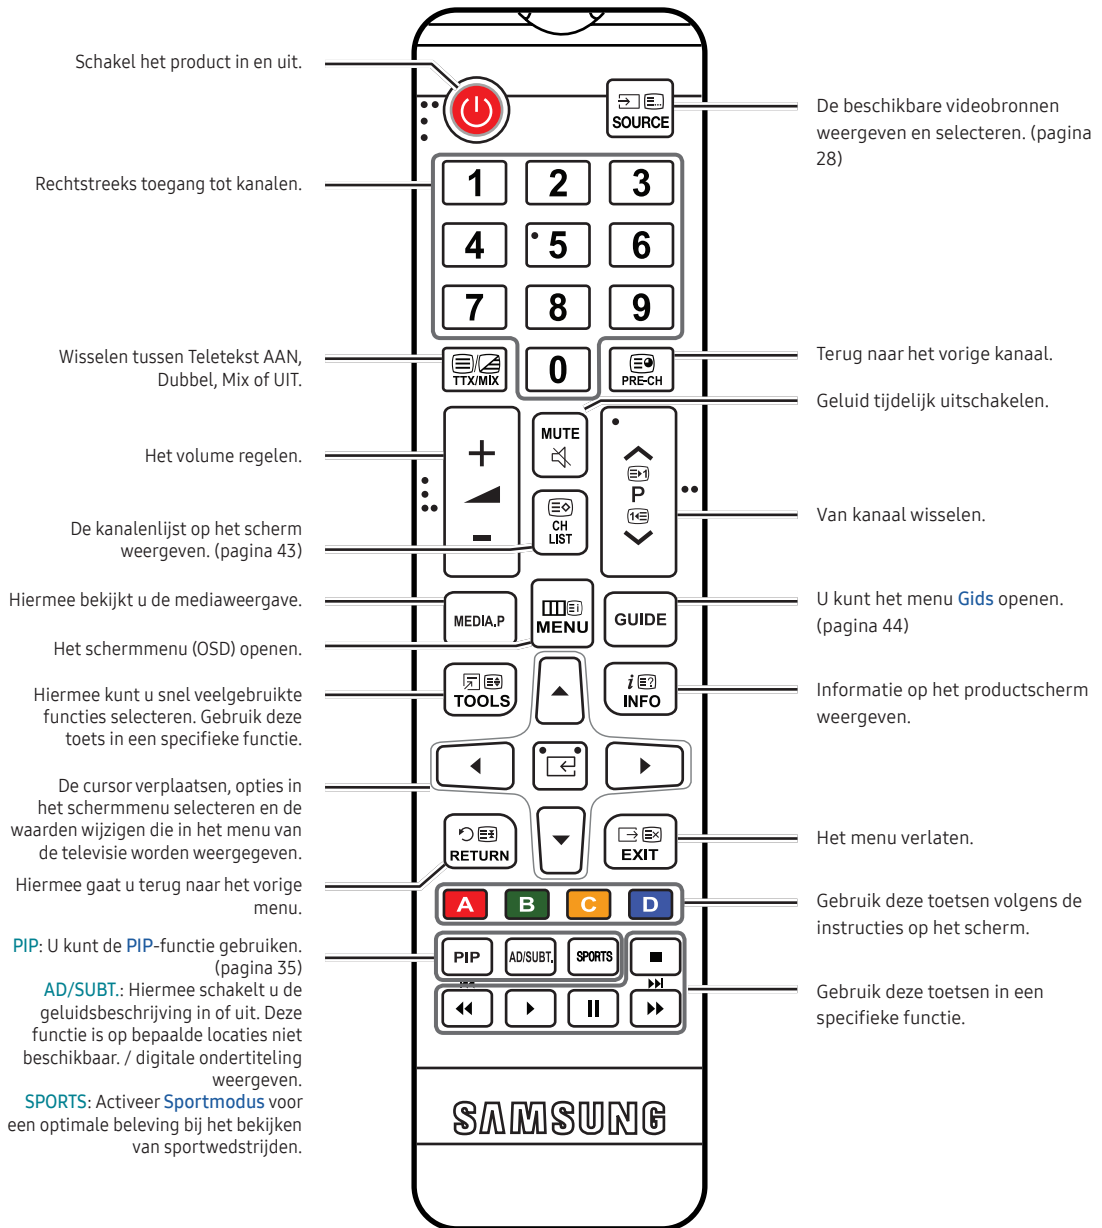 Schakel het product in en uit.
SOURCE
De beschikbare videobronnen
weergeven en selecteren. (pagina
28)
Rechtstreeks toegang tot kanalen.
1 2 3
4 5 6
7 8 9
Wisselen tussen Teletekst AAN,
Dubbel, Mix of UIT.
TTX/MIX
0
PRE-CH
Terug naar het vorige kanaal.
MUTE
Geluid tijdelijk uitschakelen.
Het volume regelen.
+
-
P
Van kanaal wisselen.
De kanalenlijst op het scherm
weergeven. (pagina 43)
CH
LIST
Hiermee bekijkt u de mediaweergave.
MEDIA.P
MENU
GUIDE
U kunt het menu Gids openen.
(pagina 44)
Het schermmenu (OSD) openen.
Hiermee kunt u snel veelgebruikte
functies selecteren. Gebruik deze
toets in een specifieke functie.
TOOLS
INFO
Informatie op het productscherm
weergeven.
De cursor verplaatsen, opties in
het schermmenu selecteren en de
waarden wijzigen die in het menu van
de televisie worden weergegeven.
RETURN
EXIT
Het menu verlaten.
Hiermee gaat u terug naar het vorige
menu.
A B C D
Gebruik deze toetsen volgens de
instructies op het scherm.
PIP: U kunt de PIP-functie gebruiken.
(pagina 35)
AD/SUBT.: Hiermee schakelt u de
geluidsbeschrijving in of uit. Deze
functie is op bepaalde locaties niet
beschikbaar. / digitale ondertiteling
weergeven.
SPORTS: Activeer Sportmodus voor
een optimale beleving bij het bekijken
van sportwedstrijden.
PIP AD/SUBT. SPORTS
Gebruik deze toetsen in een
specifieke functie.
SAMSUNG